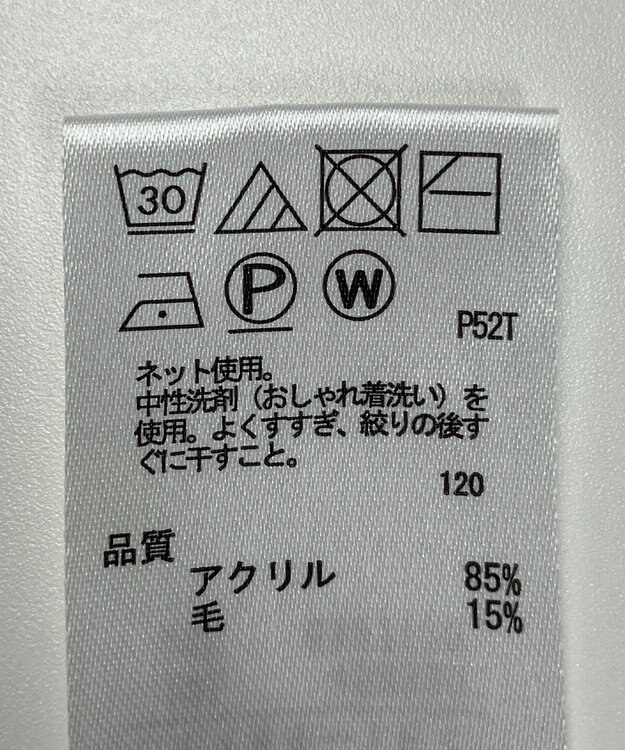 30
P W
P52T
ネット使用。
中性洗剤（おしゃれ着洗い）を
使用。よくすすぎ、絞りの後す
ぐに干すこと。
120
品質
アクリル 85%
毛 15%